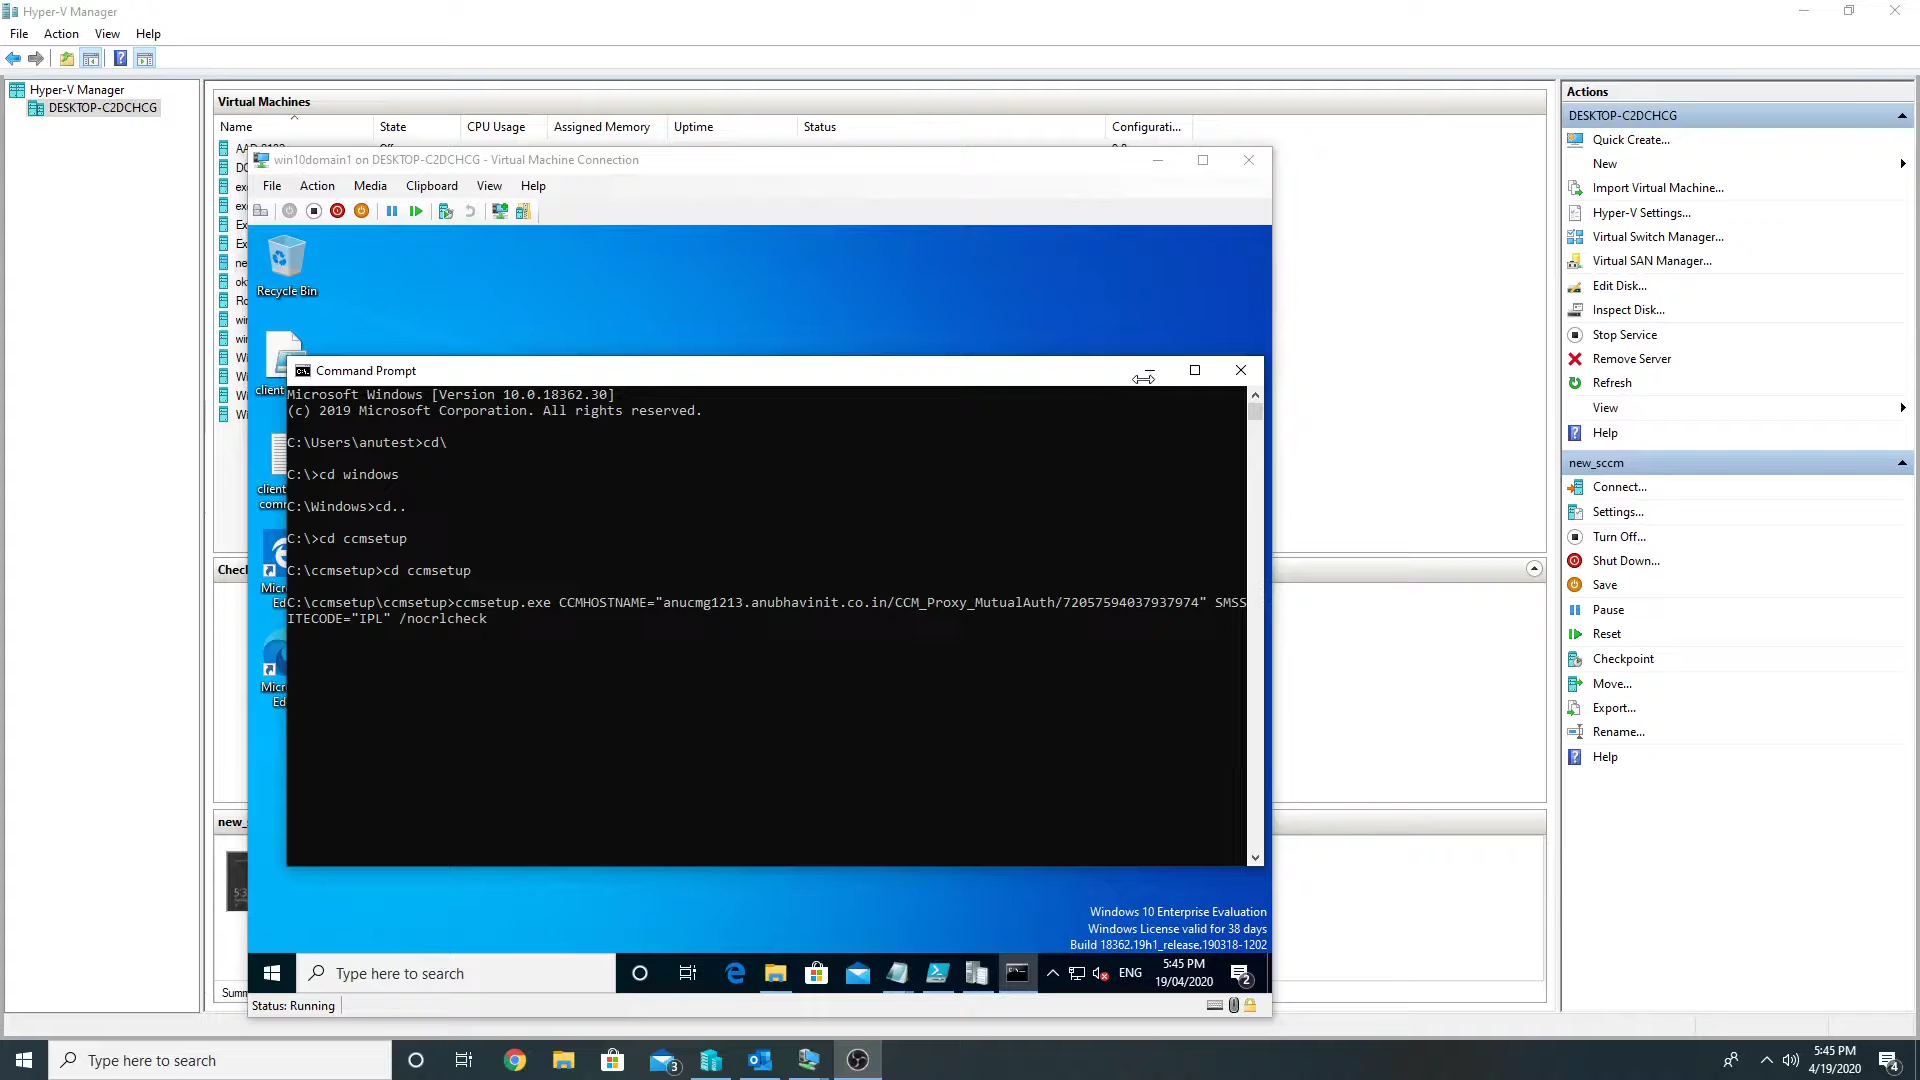 Hyper-V Manager
File Action View Help
Hyper-V Manager
DESKTOP-C2DCHCG
Virtual Machines
Name State CPU Usage Assigned Memory Uptime Status Configurati...
win10domain1 on DESKTOP-C2DCHCG - Virtual Machine Connection
File Action Media Clipboard View Help
Recycle Bin
Command Prompt
Microsoft Windows [Version 10.0.18362.30]
(c) 2019 Microsoft Corporation. All rights reserved.
C:\Users\anutest>cd\
C:\>cd windows
C:\Windows>cd..
C:\>cd ccmsetup
C:\ccmsetup>cd ccmsetup
C:\ccmsetup\ccmsetup>ccmsetup.exe CCMHOSTNAME="anucmg1213.anubhavinit.co.in/CCM_Proxy_MutualAuth/72057594037937974" SMSS
ITECODE="IPL" /nocrlcheck
Windows 10 Enterprise Evaluation
Windows License valid for 38 days
Build 18362.19h1_release.190318-1202
Type here to search
ENG
5:45 PM
19/04/2020
2
Status: Running
Actions
DESKTOP-C2DCHCG
Quick Create...
New
Import Virtual Machine...
Hyper-V Settings...
Virtual Switch Manager...
Virtual SAN Manager...
Edit Disk...
Inspect Disk...
Stop Service
Remove Server
Refresh
View
Help
new_sccm
Connect...
Settings...
Turn Off...
Shut Down...
Save
Pause
Reset
Checkpoint
Move...
Export...
Rename...
Help
Type here to search
3
5:45 PM
4/19/2020
4